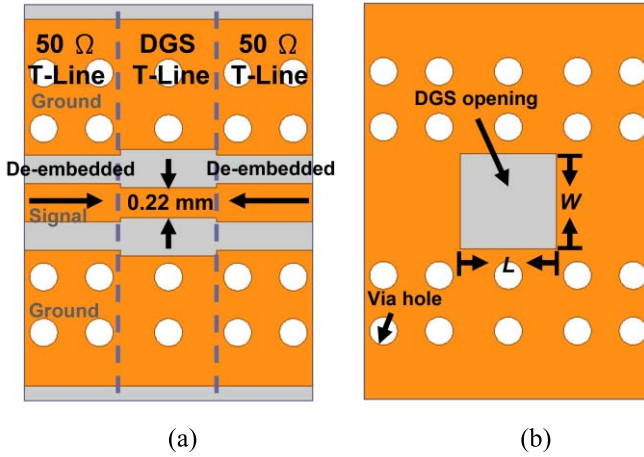 50 Ω DGS 50 Ω
T-Line T-Line T-Line
Ground
De-embedded De-embedded
0.22 mm
Signal
Ground
(a)
DGS opening
W
L
Via hole
(b)